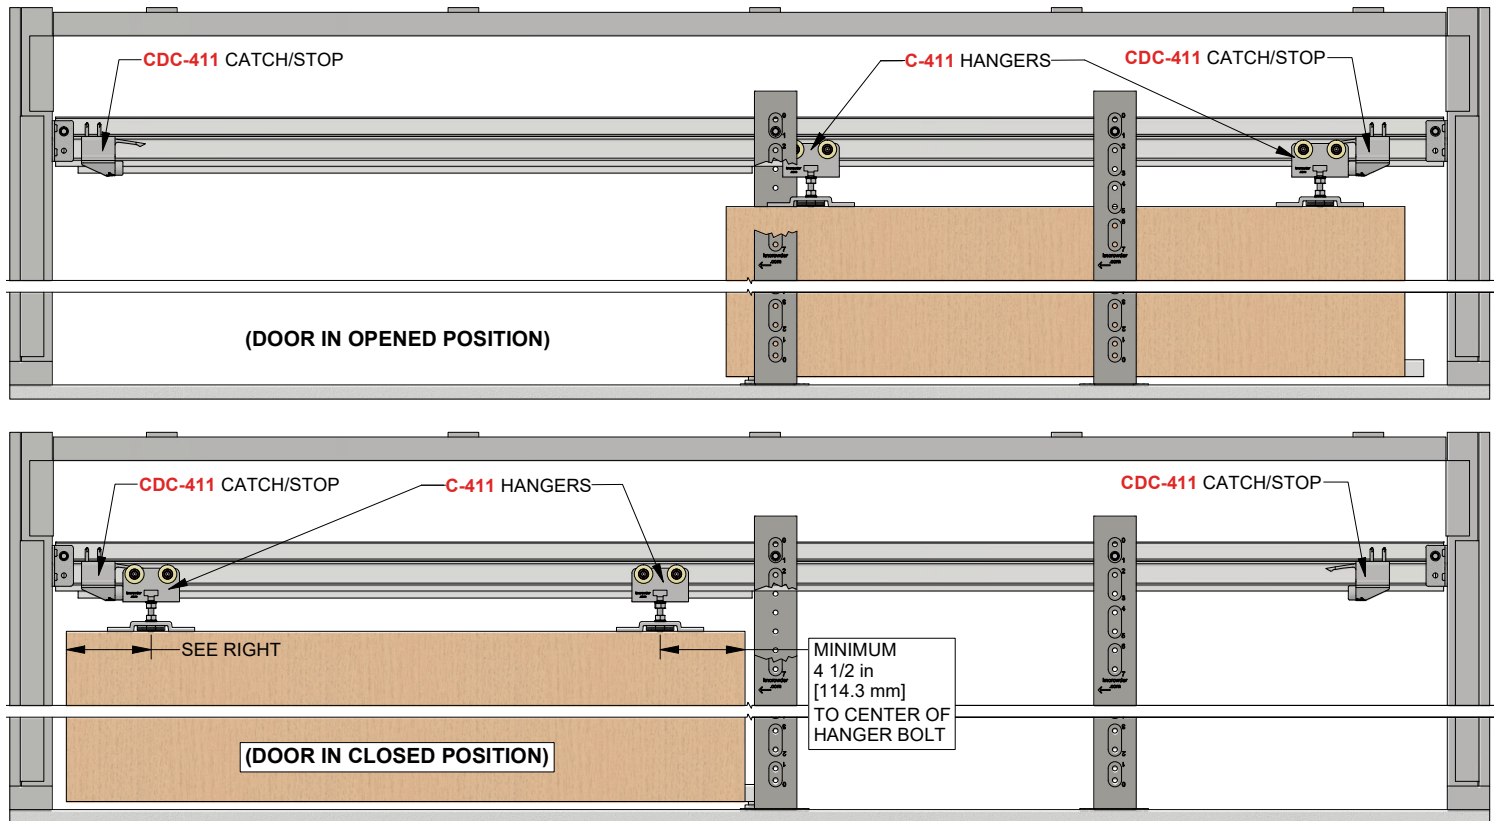 CDC-411 CATCH/STOP
C-411 HANGERS
CDC-411 CATCH/STOP
(DOOR IN OPENED POSITION)
CDC-411 CATCH/STOP
C-411 HANGERS
CDC-411 CATCH/STOP
SEE RIGHT
MINIMUM
4 1/2 in
[114.3 mm]
TO CENTER OF
HANGER BOLT
(DOOR IN CLOSED POSITION)